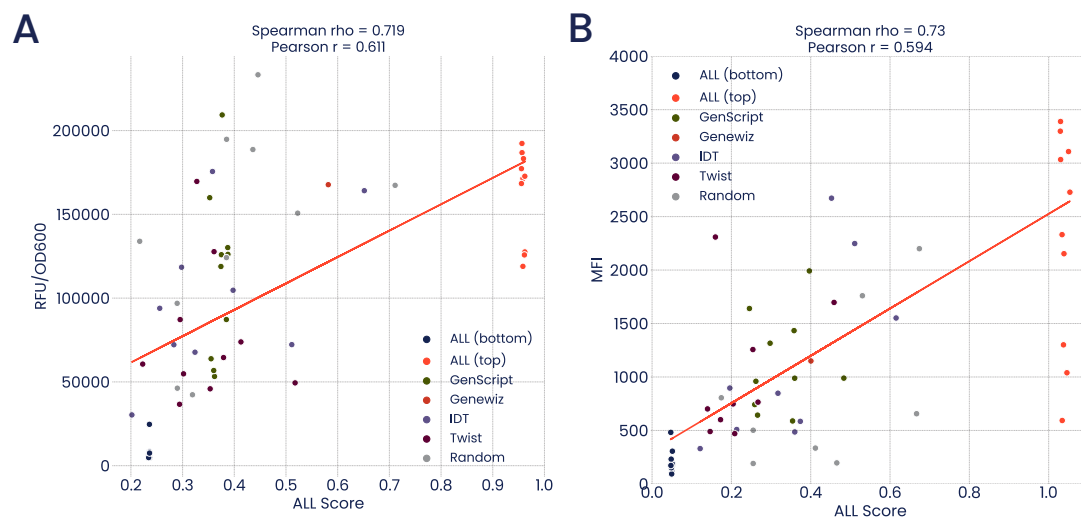 A
Spearman rho = 0.719
Pearson r = 0.611
RFU/OD600
200000
150000
100000
50000
0
0.2 0.3 0.4 0.5 0.6 0.7 0.8 0.9 1.0
ALL Score
ALL (bottom)
ALL (top)
GenScript
Genewiz
IDT
Twist
Random
B
Spearman rho = 0.73
Pearson r = 0.594
MFI
4000
3500
3000
2500
2000
1500
1000
500
0
0.0 0.2 0.4 0.6 0.8 1.0
ALL Score
ALL (bottom)
ALL (top)
GenScript
Genewiz
IDT
Twist
Random